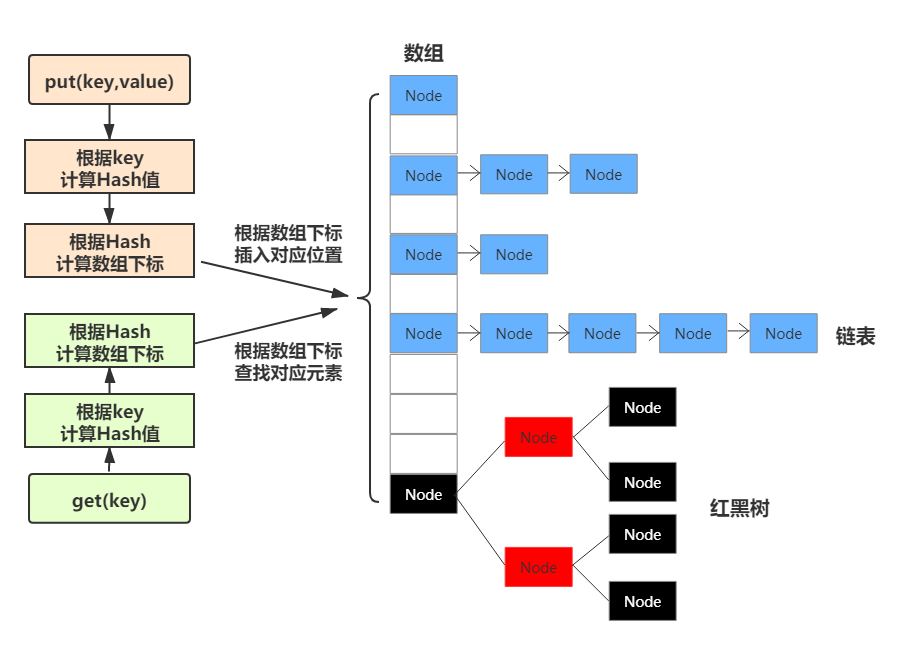 数组
put(key,value)
根据key
计算Hash值
根据Hash
计算数组下标
根据数组下标
插入对应位置
根据Hash
计算数组下标
根据数组下标
查找对应元素
根据key
计算Hash值
get(key)
Node
Node Node Node
Node Node
Node Node Node Node Node
链表
Node
Node
Node
Node
Node
Node
Node
红黑树